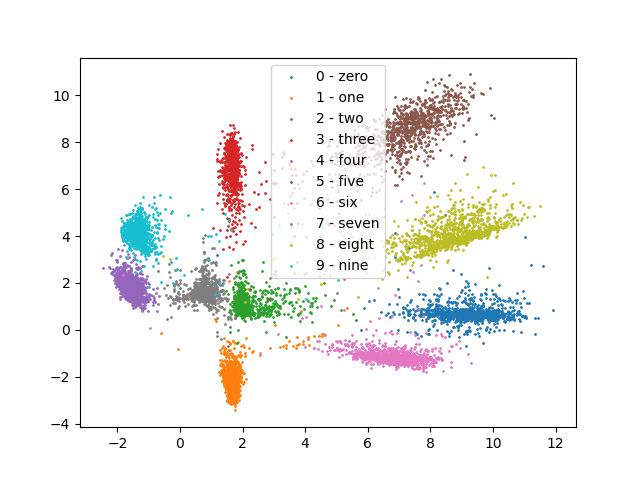 0 - zero
1 - one
2 - two
3 - three
4 - four
5 - five
6 - six
7 - seven
8 - eight
9 - nine
10
8
6
4
2
0
−2
−4
−2
0
2
4
6
8
10
12